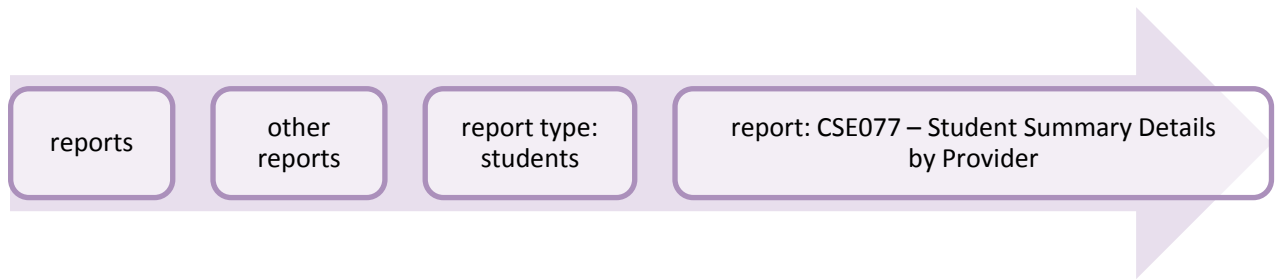 reports
other
reports
report type:
students
report: CSE077 – Student Summary Details
by Provider